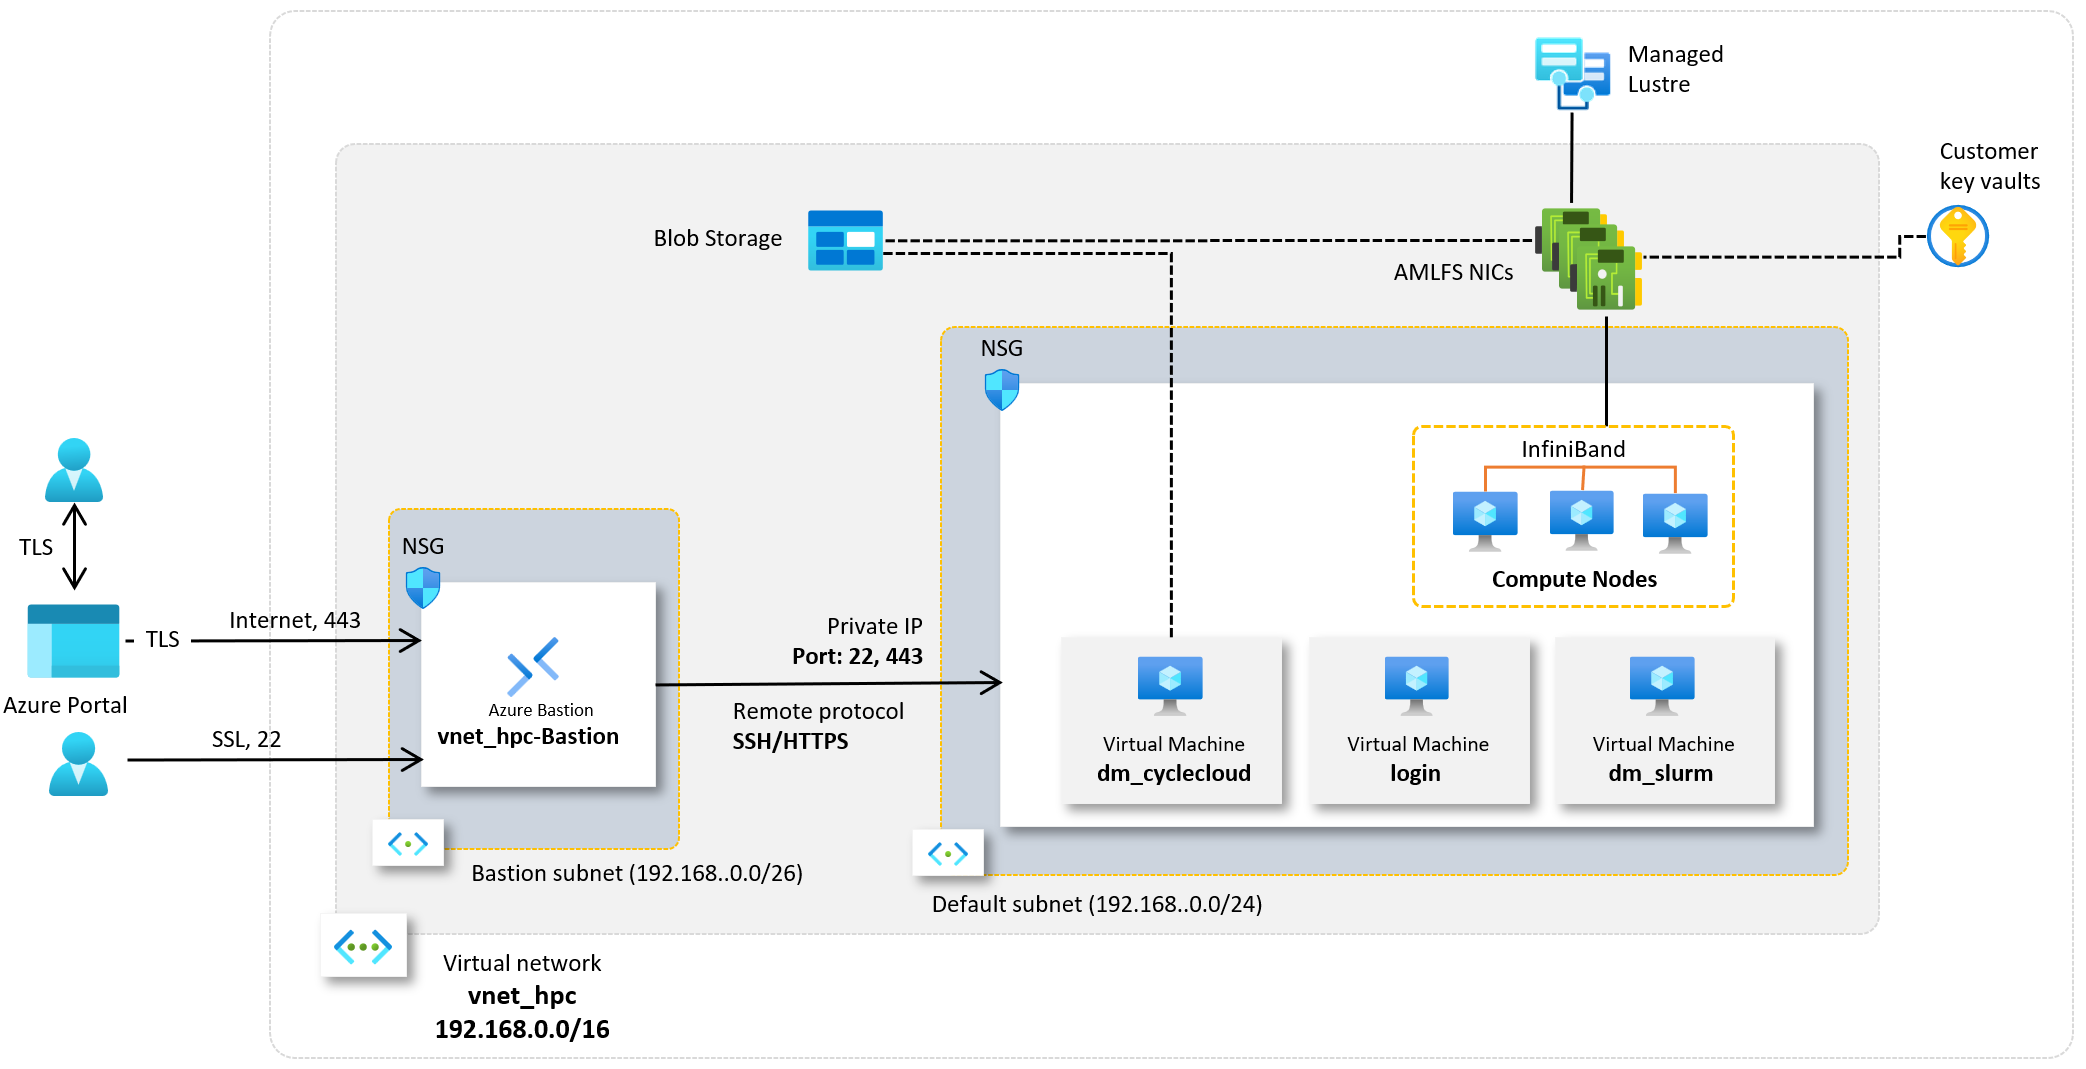 Managed
Lustre
Customer
key vaults
Blob Storage
AMLFS NICs
NSG
InfiniBand
Compute Nodes
TLS
NSG
Internet, 443
TLS
Azure Portal
SSL, 22
Azure Bastion
vnet_hpc-Bastion
Private IP
Port: 22, 443
Remote protocol
SSH/HTTPS
Virtual Machine
dm_cyclecloud
Virtual Machine
login
Virtual Machine
dm_slurm
Bastion subnet (192.168..0.0/26)
Default subnet (192.168..0.0/24)
Virtual network
vnet_hpc
192.168.0.0/16